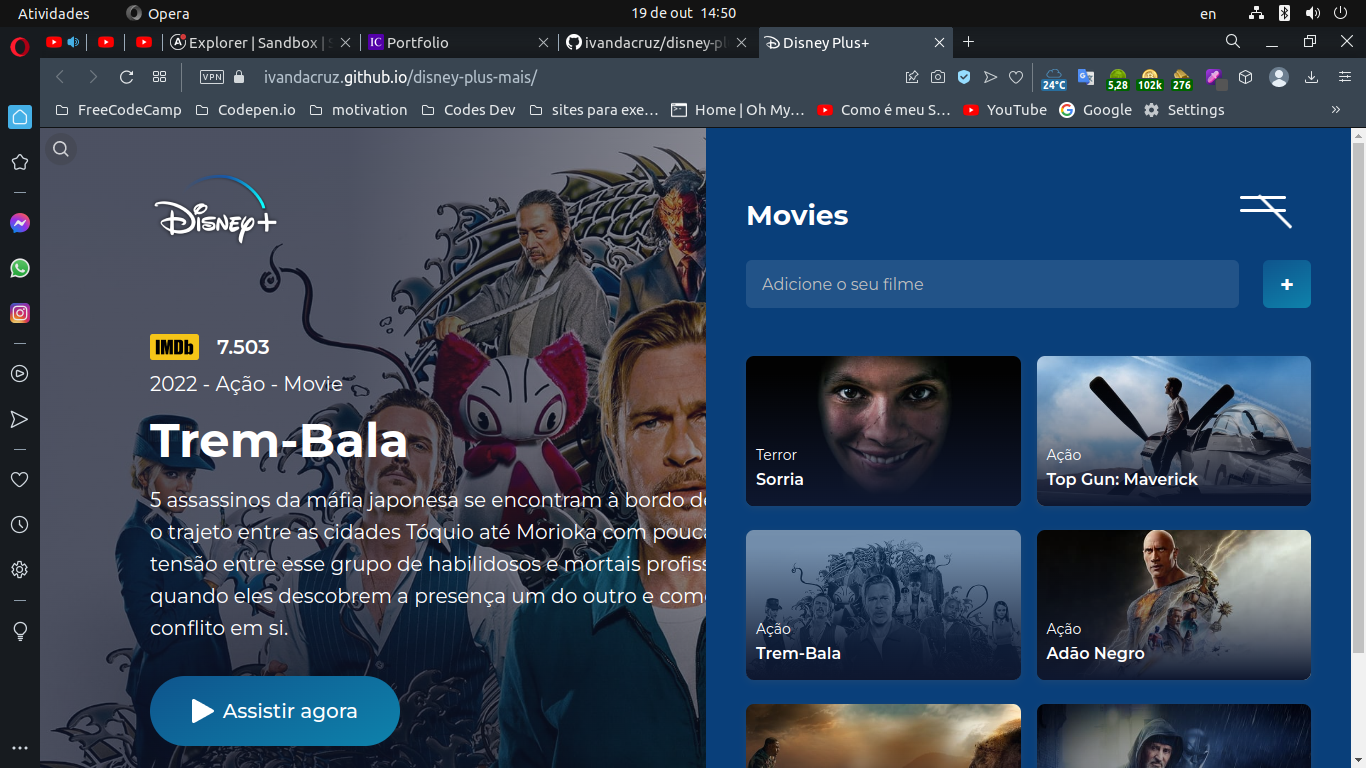 Atividades
Opera
19 de out 14:50
en
Explorer | Sandbox |
IC Portfolio
ivandacruz/disney-pl
Disney Plus+
VPN
ivandacruz.github.io/disney-plus-mais/
24°C
5,28
102k
276
FreeCodeCamp
Codepen.io
motivation
Codes Dev
sites para exe...
Home | Oh My...
Como é meu S...
YouTube
Google
Settings
»
Disney+
IMDb 7.503
2022 - Ação - Movie
Trem-Bala
5 assassinos da máfia japonesa se encontram à bordo de
o trajeto entre as cidades Tóquio até Morioka com pouca
tensão entre esse grupo de habilidosos e mortais profiss
quando eles descobrem a presença um do outro e come
conflito em si.
Assistir agora
Movies
Adicione o seu filme
+
Terror
Sorria
Ação
Top Gun: Maverick
Ação
Trem-Bala
Ação
Adão Negro